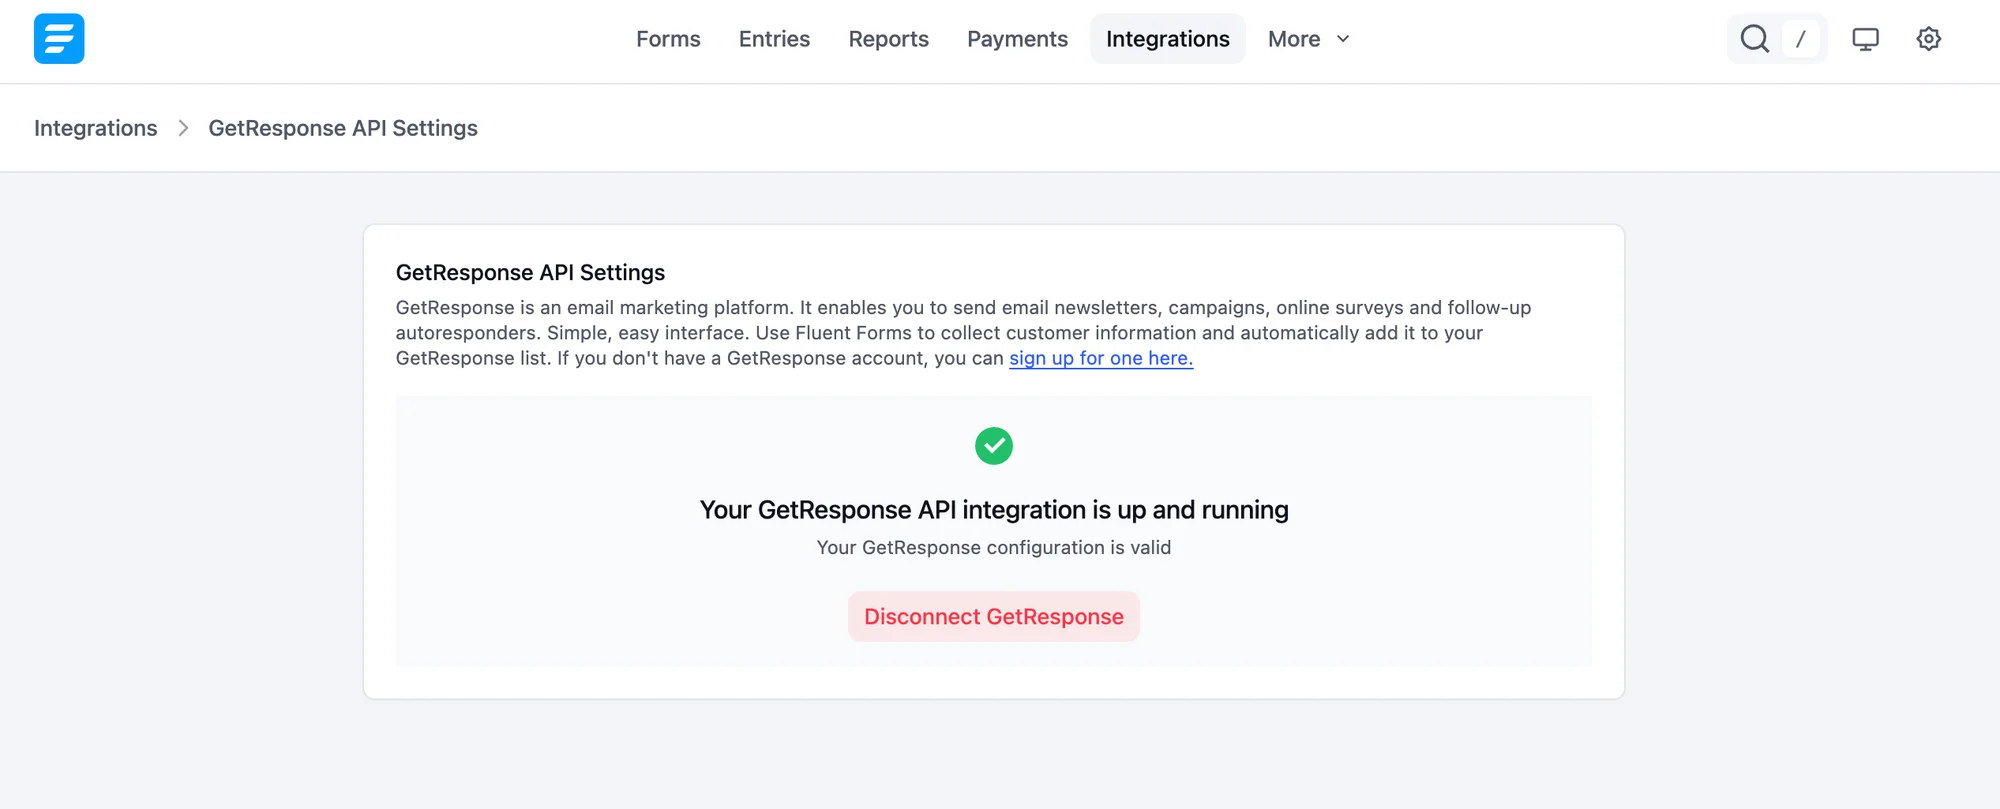 Forms Entries Reports Payments Integrations More /
Integrations > GetResponse API Settings
GetResponse API Settings
GetResponse is an email marketing platform. It enables you to send email newsletters, campaigns, online surveys and follow-up
autoresponders. Simple, easy interface. Use Fluent Forms to collect customer information and automatically add it to your
GetResponse list. If you don't have a GetResponse account, you can sign up for one here.
Your GetResponse API integration is up and running
Your GetResponse configuration is valid
Disconnect GetResponse